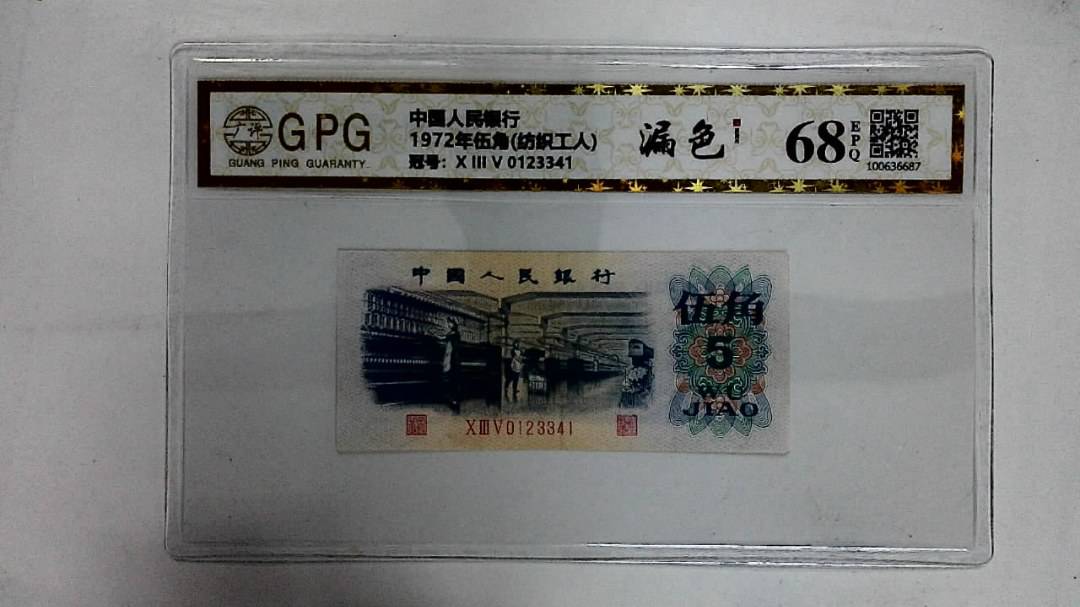 GPG
GUANG PING GUARANTY
中国人民银行
1972年伍角(纺织工人)
冠号：X III V 0123341
漏色
68
EPQ
100636687
中國人民銀行
伍角
5
WU
JIAO
XIIIV0123341